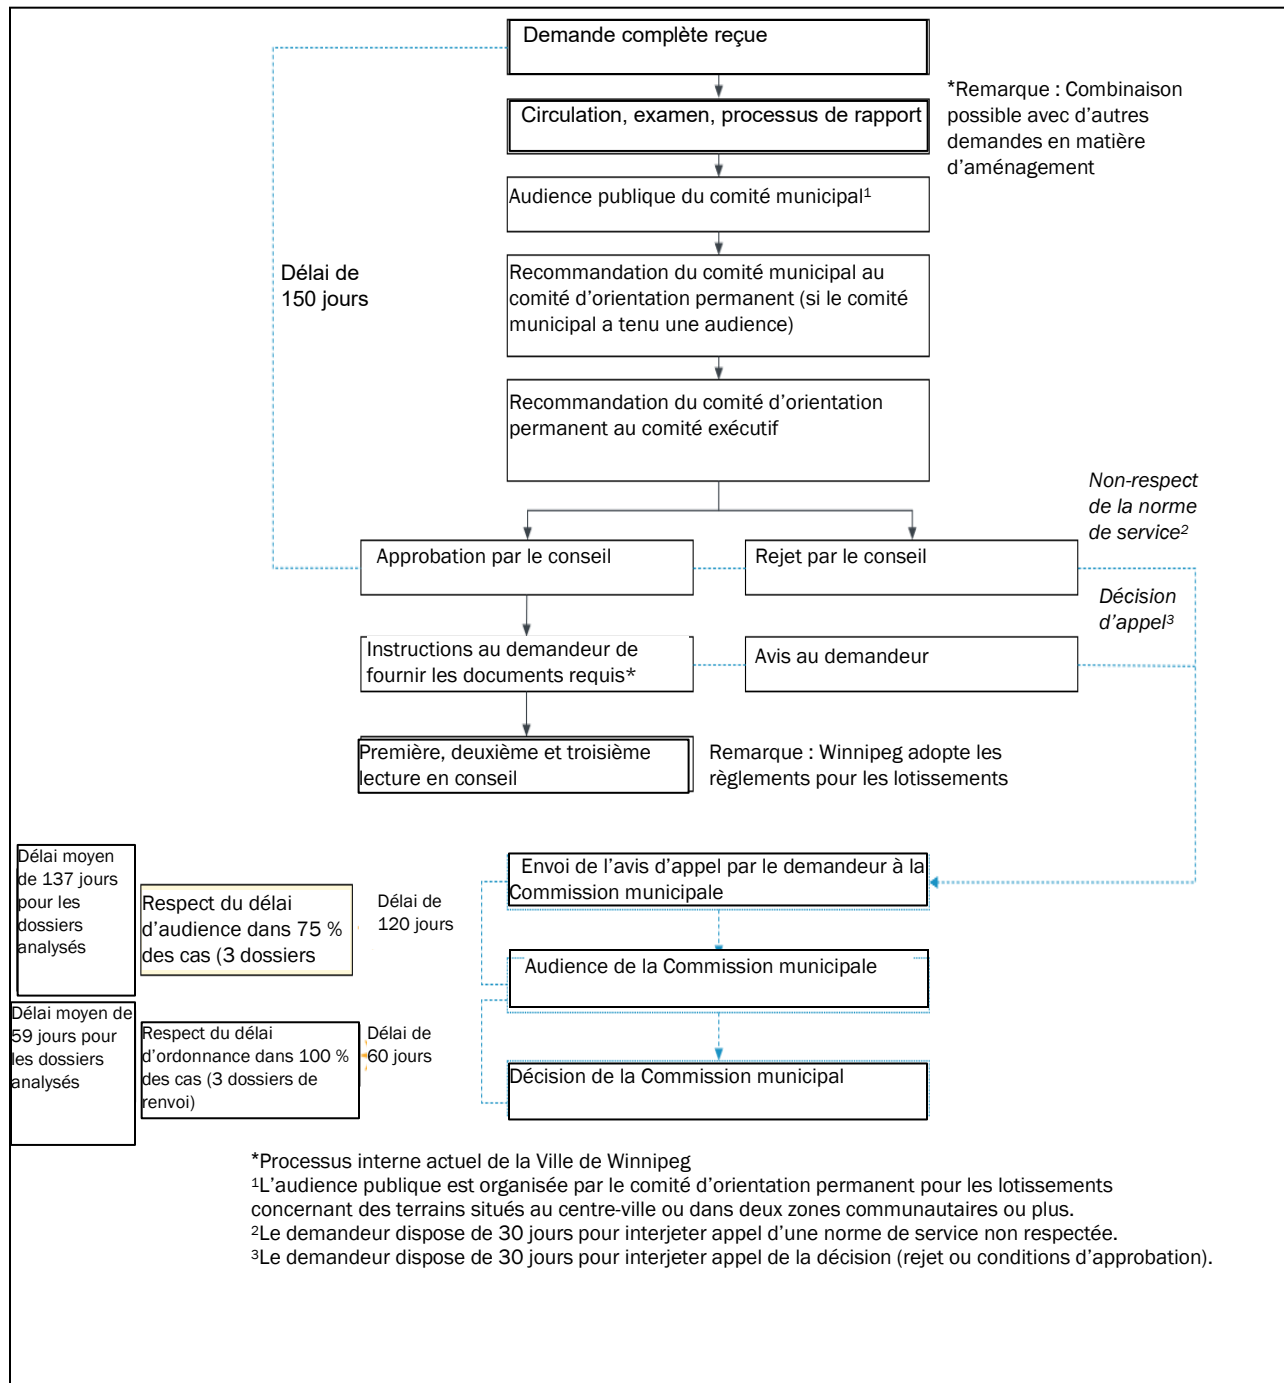 Demande complète reçue
Circulation, examen, processus de rapport
*Remarque : Combinaison
possible avec d’autres
demandes en matière
d’aménagement
Audience publique du comité municipal¹
Délai de
150 jours
Recommandation du comité municipal au
comité d’orientation permanent (si le comité
municipal a tenu une audience)
Recommandation du comité d’orientation
permanent au comité exécutif
Non-respect
de la norme
de service²
Approbation par le conseil
Rejet par le conseil
Décision
d’appel³
Instructions au demandeur de
fournir les documents requis*
Avis au demandeur
Première, deuxième et troisième
lecture en conseil
Remarque : Winnipeg adopte les
règlements pour les lotissements
Délai moyen
de 137 jours
pour les
dossiers
analysés
Respect du délai
d’audience dans 75 %
des cas (3 dossiers
Délai de
120 jours
Envoi de l’avis d’appel par le demandeur à la
Commission municipale
Audience de la Commission municipale
Délai moyen de
59 jours pour
les dossiers
analysés
Respect du délai
d’ordonnance dans 100 %
des cas (3 dossiers de
renvoi)
Délai de
60 jours
Décision de la Commission municipal
*Processus interne actuel de la Ville de Winnipeg
¹L’audience publique est organisée par le comité d’orientation permanent pour les lotissements
concernant des terrains situés au centre-ville ou dans deux zones communautaires ou plus.
²Le demandeur dispose de 30 jours pour interjeter appel d’une norme de service non respectée.
³Le demandeur dispose de 30 jours pour interjeter appel de la décision (rejet ou conditions d’approbation).